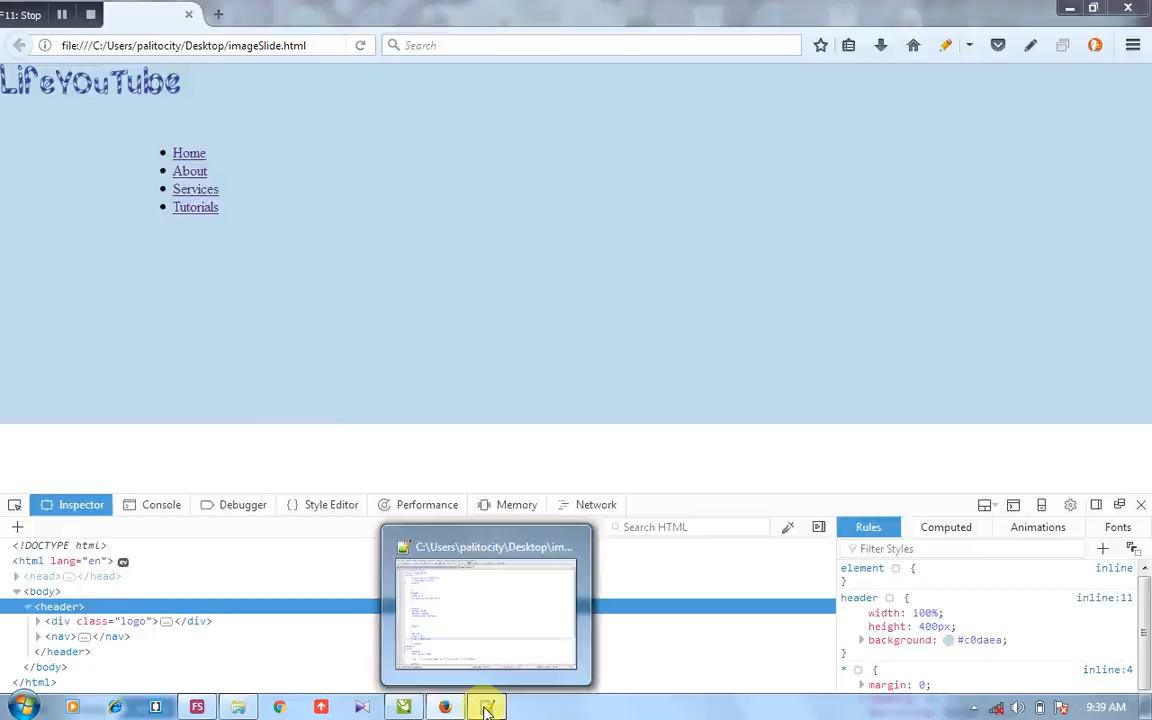 F11: Stop
file:///C:/Users/palitocity/Desktop/imageSlide.html
Search
LifeYouTube
Home
About
Services
Tutorials
Inspector
Console
Debugger
{ } Style Editor
Performance
Memory
Network
+
Search HTML
Rules
Computed
Animations
Fonts
Filter Styles
<!DOCTYPE html>
<html lang="en"> ev
<head>…</head>
<body>
<header>
<div class="logo">…</div>
<nav>…</nav>
</header>
</body>
</html>
C:\Users\palitocity\Desktop\im...
element { inline
}
header { inline:11
width: 100%;
height: 400px;
background: #c0daea;
}
* { inline:4
margin: 0;
FS
9:39 AM